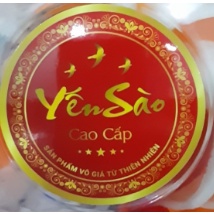 Yến Sào
Cao Cấp
SẢN PHẨM VÔ GIÁ TỪ THIÊN NHIÊN